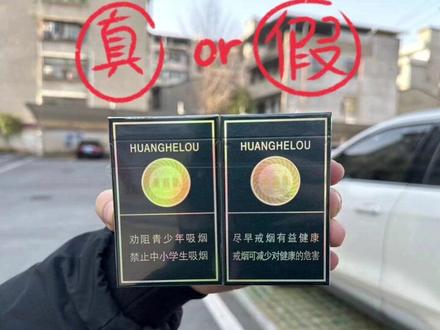 真 or 假
HUANGHELOU
劝阻青少年吸烟
禁止中小学生吸烟
HUANGHELOU
尽早戒烟有益健康
戒烟可减少对健康的危害